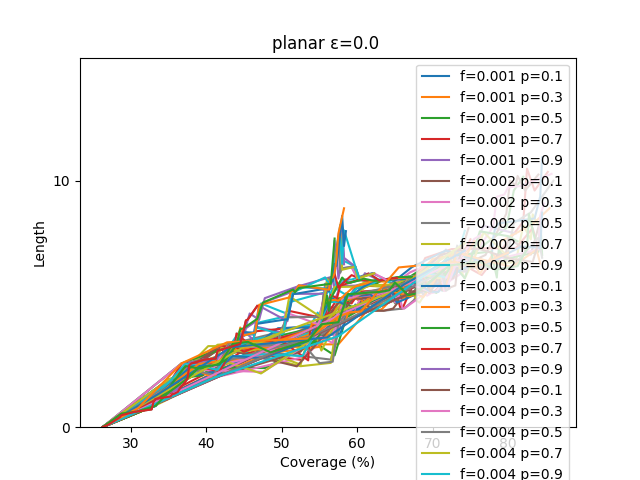 planar ε=0.0
Length
10
0
30
40
50
60
70
80
Coverage (%)
f=0.001 p=0.1
f=0.001 p=0.3
f=0.001 p=0.5
f=0.001 p=0.7
f=0.001 p=0.9
f=0.002 p=0.1
f=0.002 p=0.3
f=0.002 p=0.5
f=0.002 p=0.7
f=0.002 p=0.9
f=0.003 p=0.1
f=0.003 p=0.3
f=0.003 p=0.5
f=0.003 p=0.7
f=0.003 p=0.9
f=0.004 p=0.1
f=0.004 p=0.3
f=0.004 p=0.5
f=0.004 p=0.7
f=0.004 p=0.9